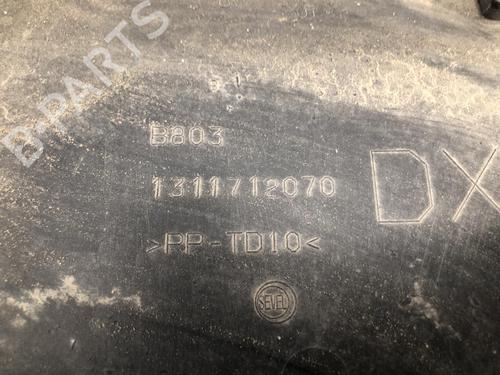 B-PARTS
B803
1311712070
DX
>PP-TD10<
SEVEL